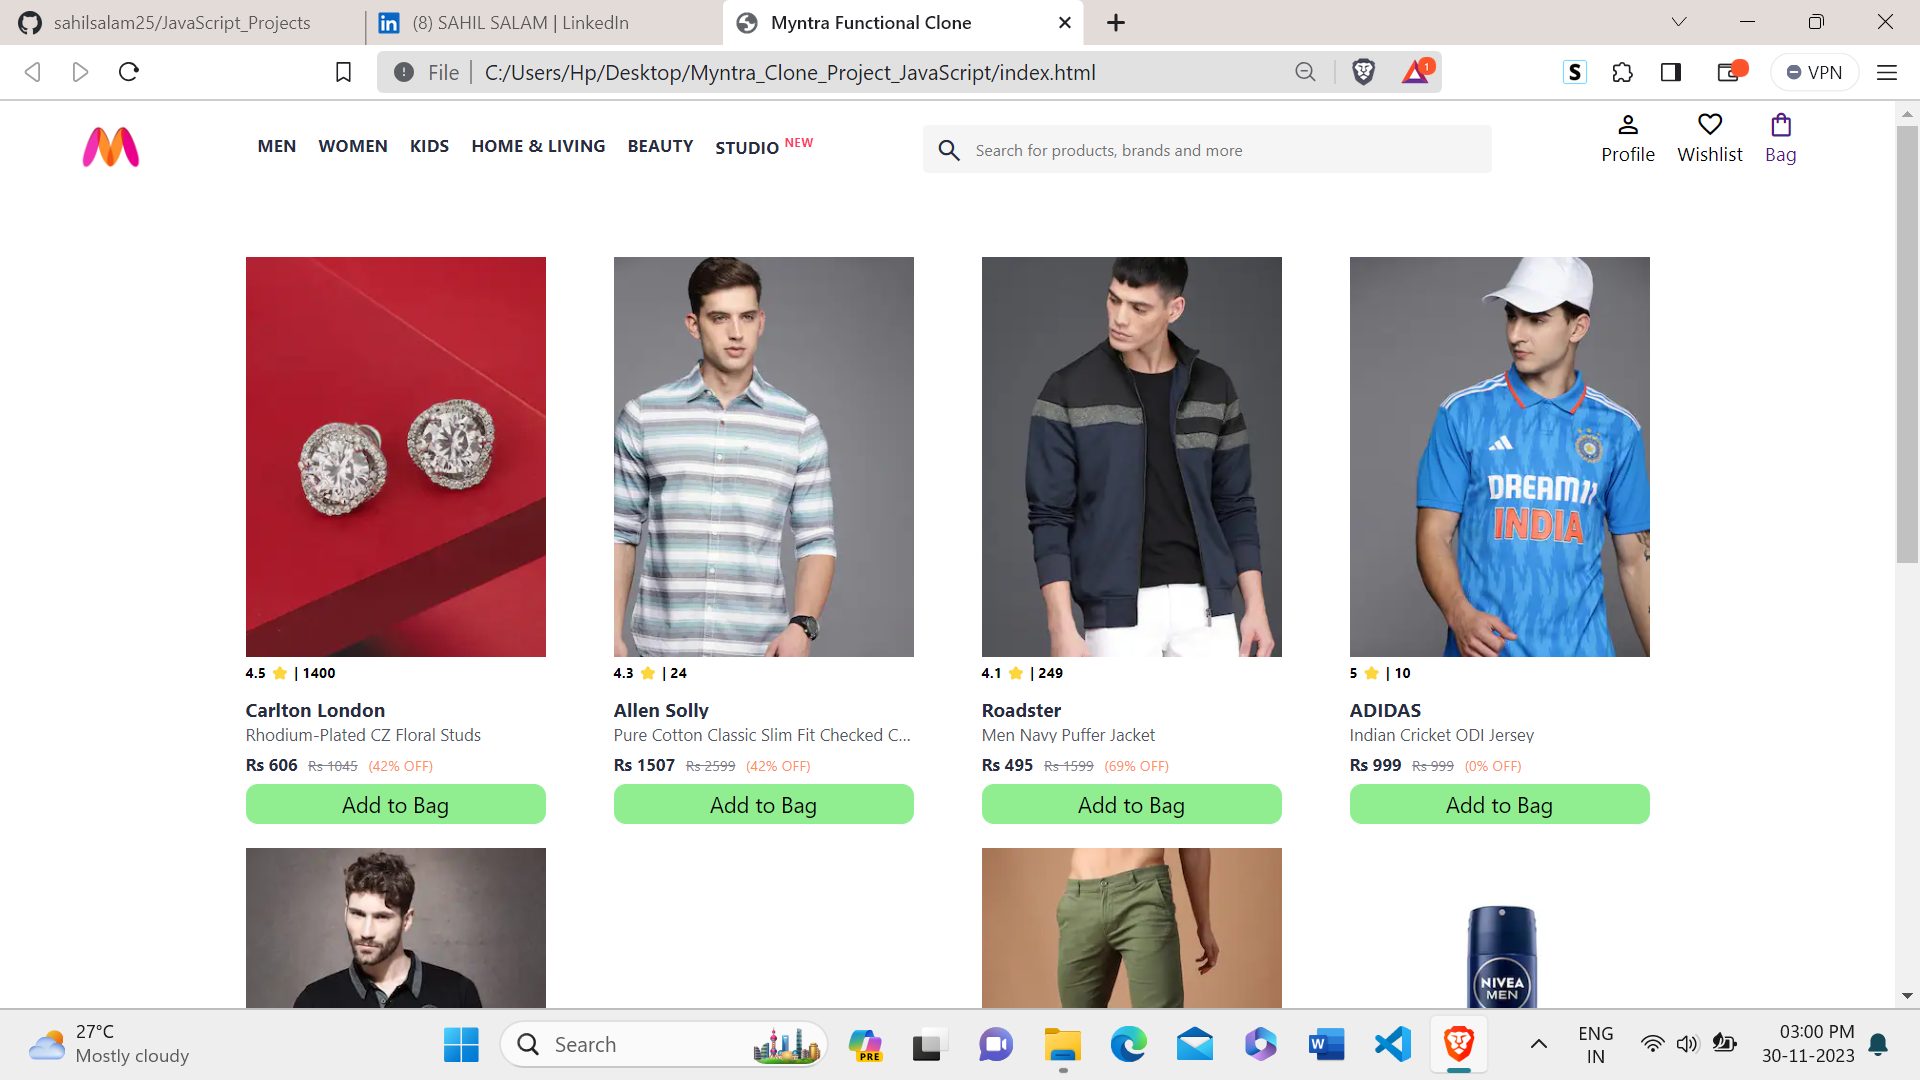 sahilsalam25/JavaScript_Projects
(8) SAHIL SALAM | LinkedIn
Myntra Functional Clone
File
C:/Users/Hp/Desktop/Myntra_Clone_Project_JavaScript/index.html
1
S
VPN
MEN
WOMEN
KIDS
HOME & LIVING
BEAUTY
STUDIO NEW
Search for products, brands and more
Profile
Wishlist
Bag
DREAM11
INDIA
4.5 ⭐ | 1400
Carlton London
Rhodium-Plated CZ Floral Studs
Rs 606 Rs 1045 (42% OFF)
Add to Bag
4.3 ⭐ | 24
Allen Solly
Pure Cotton Classic Slim Fit Checked C...
Rs 1507 Rs 2599 (42% OFF)
Add to Bag
4.1 ⭐ | 249
Roadster
Men Navy Puffer Jacket
Rs 495 Rs 1599 (69% OFF)
Add to Bag
5 ⭐ | 10
ADIDAS
Indian Cricket ODI Jersey
Rs 999 Rs 999 (0% OFF)
Add to Bag
NIVEA
MEN
27°C
Mostly cloudy
Search
PRE
W
ENG
IN
03:00 PM
30-11-2023